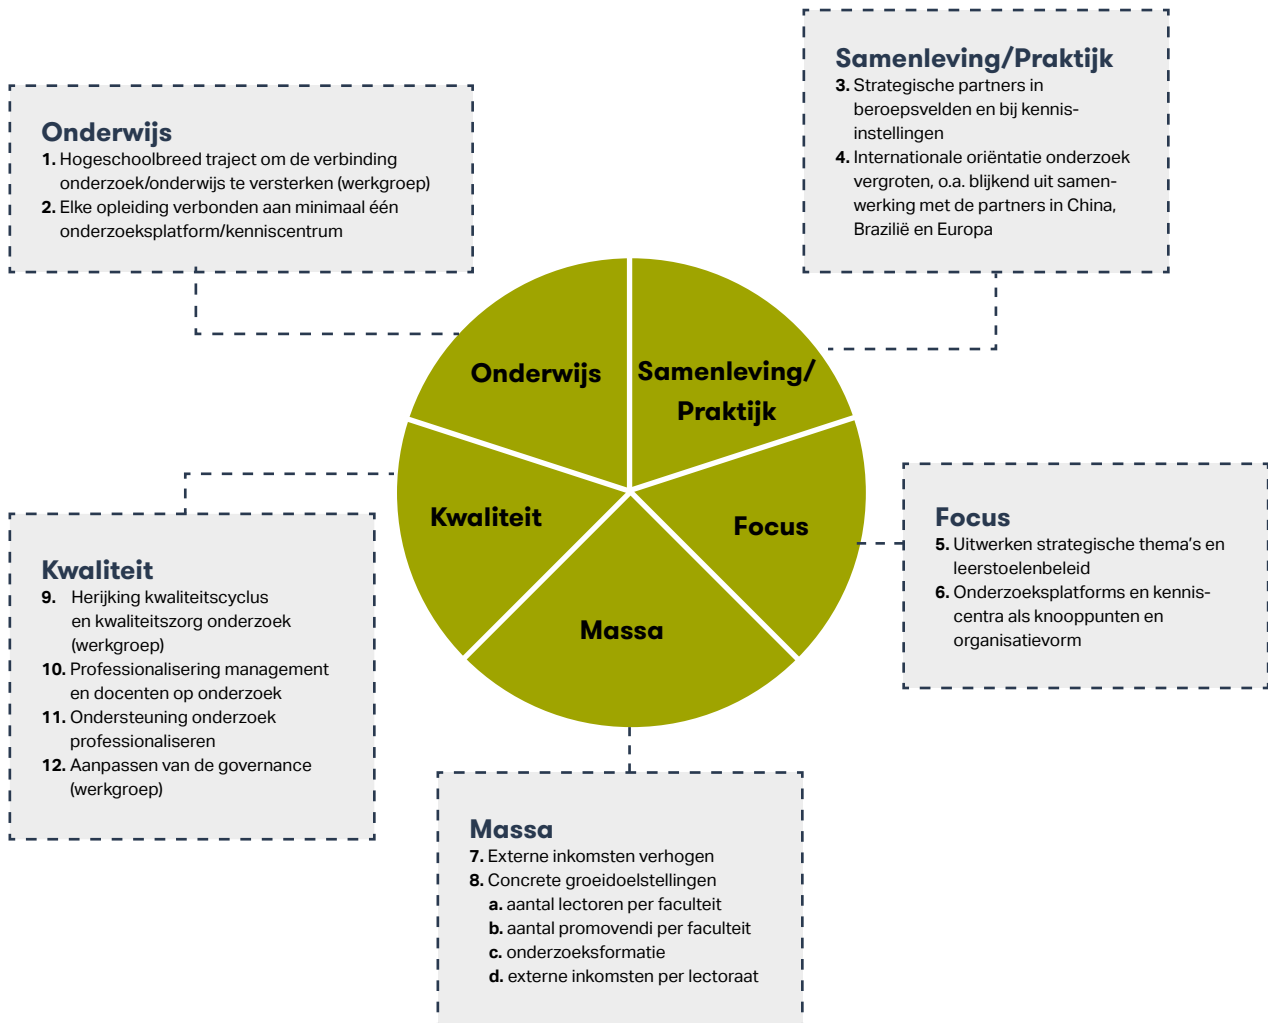 Onderwijs
1. Hogeschoolbreed traject om de verbinding
onderzoek/onderwijs te versterken (werkgroep)
2. Elke opleiding verbonden aan minimaal één
onderzoeksplatform/kenniscentrum
Samenleving/Praktijk
3. Strategische partners in
beroepsvelden en bij kennis-
instellingen
4. Internationale oriëntatie onderzoek
vergroten, o.a. blijkend uit samen-
werking met de partners in China,
Brazilië en Europa
Onderwijs
Samenleving/
Praktijk
Kwaliteit
Focus
Massa
Focus
5. Uitwerken strategische thema's en
leerstoelenbeleid
6. Onderzoeksplatforms en kennis-
centra als knooppunten en
organisatievorm
Massa
7. Externe inkomsten verhogen
8. Concrete groeidoelstellingen
a. aantal lectoren per faculteit
b. aantal promovendi per faculteit
c. onderzoeksformatie
d. externe inkomsten per lectoraat
Kwaliteit
9. Herijking kwaliteitscyclus
en kwaliteitszorg onderzoek
(werkgroep)
10. Professionalisering management
en docenten op onderzoek
11. Ondersteuning onderzoek
professionaliseren
12. Aanpassen van de governance
(werkgroep)